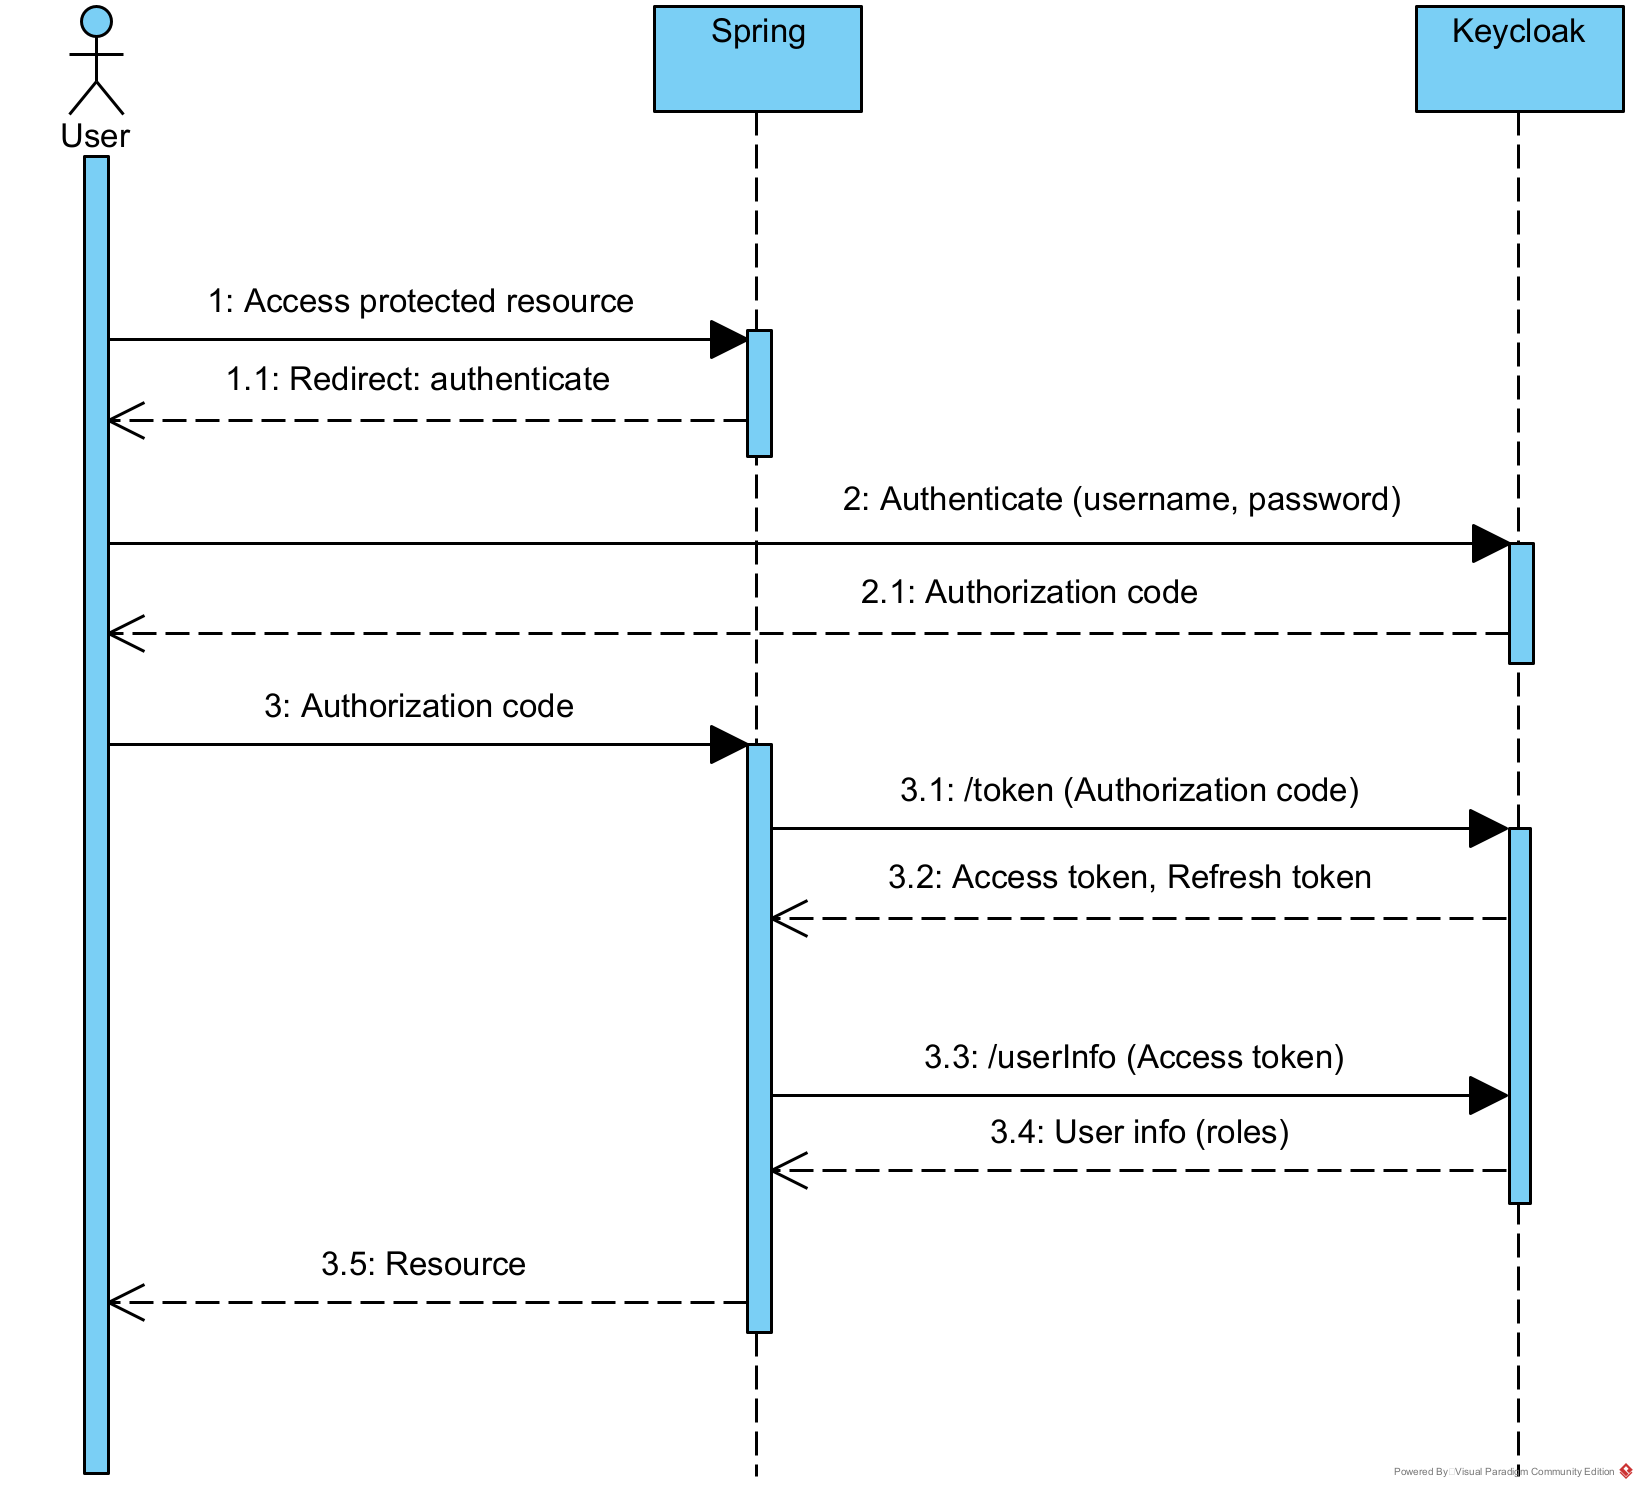 User
Spring
Keycloak
1: Access protected resource
1.1: Redirect: authenticate
2: Authenticate (username, password)
2.1: Authorization code
3: Authorization code
3.1: /token (Authorization code)
3.2: Access token, Refresh token
3.3: /userInfo (Access token)
3.4: User info (roles)
3.5: Resource
Powered By Visual Paradigm Community Edition